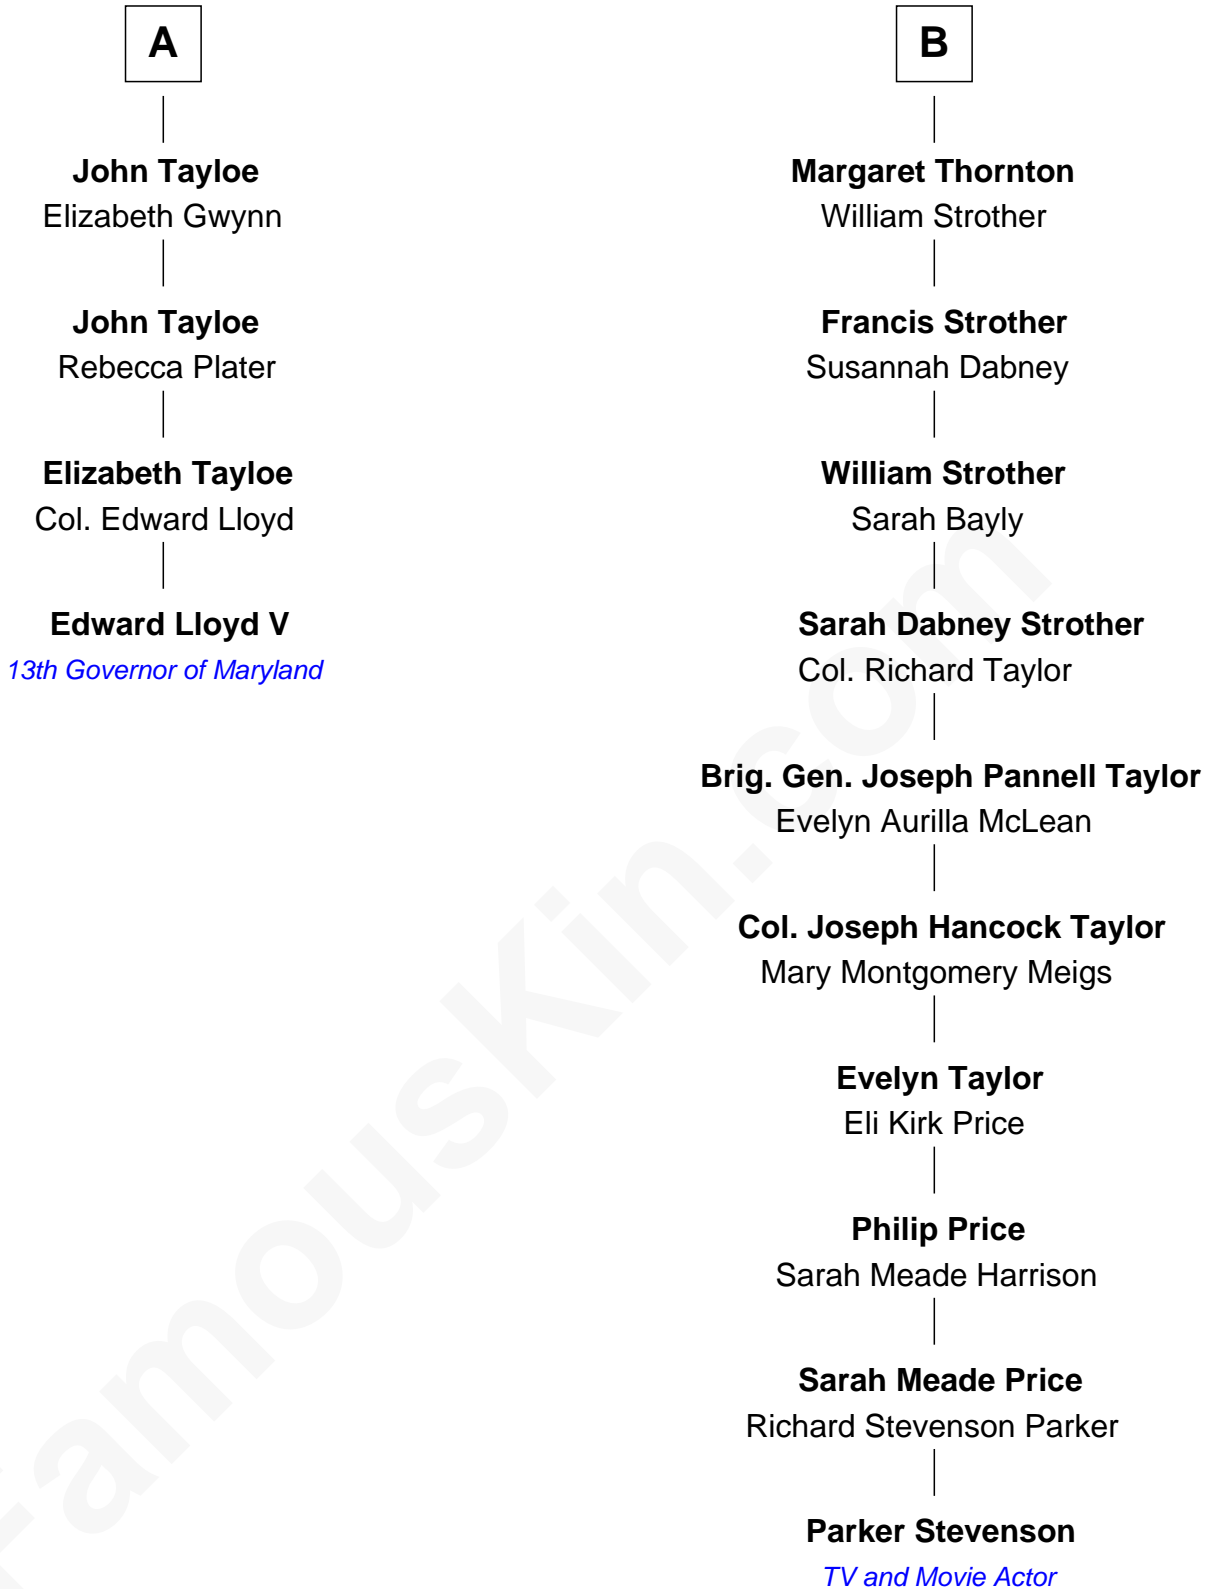 A
John Tayloe
Elizabeth Gwynn
John Tayloe
Rebecca Plater
Elizabeth Tayloe
Col. Edward Lloyd
Edward Lloyd V
13th Governor of Maryland
B
Margaret Thornton
William Strother
Francis Strother
Susannah Dabney
William Strother
Sarah Bayly
Sarah Dabney Strother
Col. Richard Taylor
Brig. Gen. Joseph Pannell Taylor
Evelyn Aurilla McLean
Col. Joseph Hancock Taylor
Mary Montgomery Meigs
Evelyn Taylor
Eli Kirk Price
Philip Price
Sarah Meade Harrison
Sarah Meade Price
Richard Stevenson Parker
Parker Stevenson
TV and Movie Actor
FamousKin.com